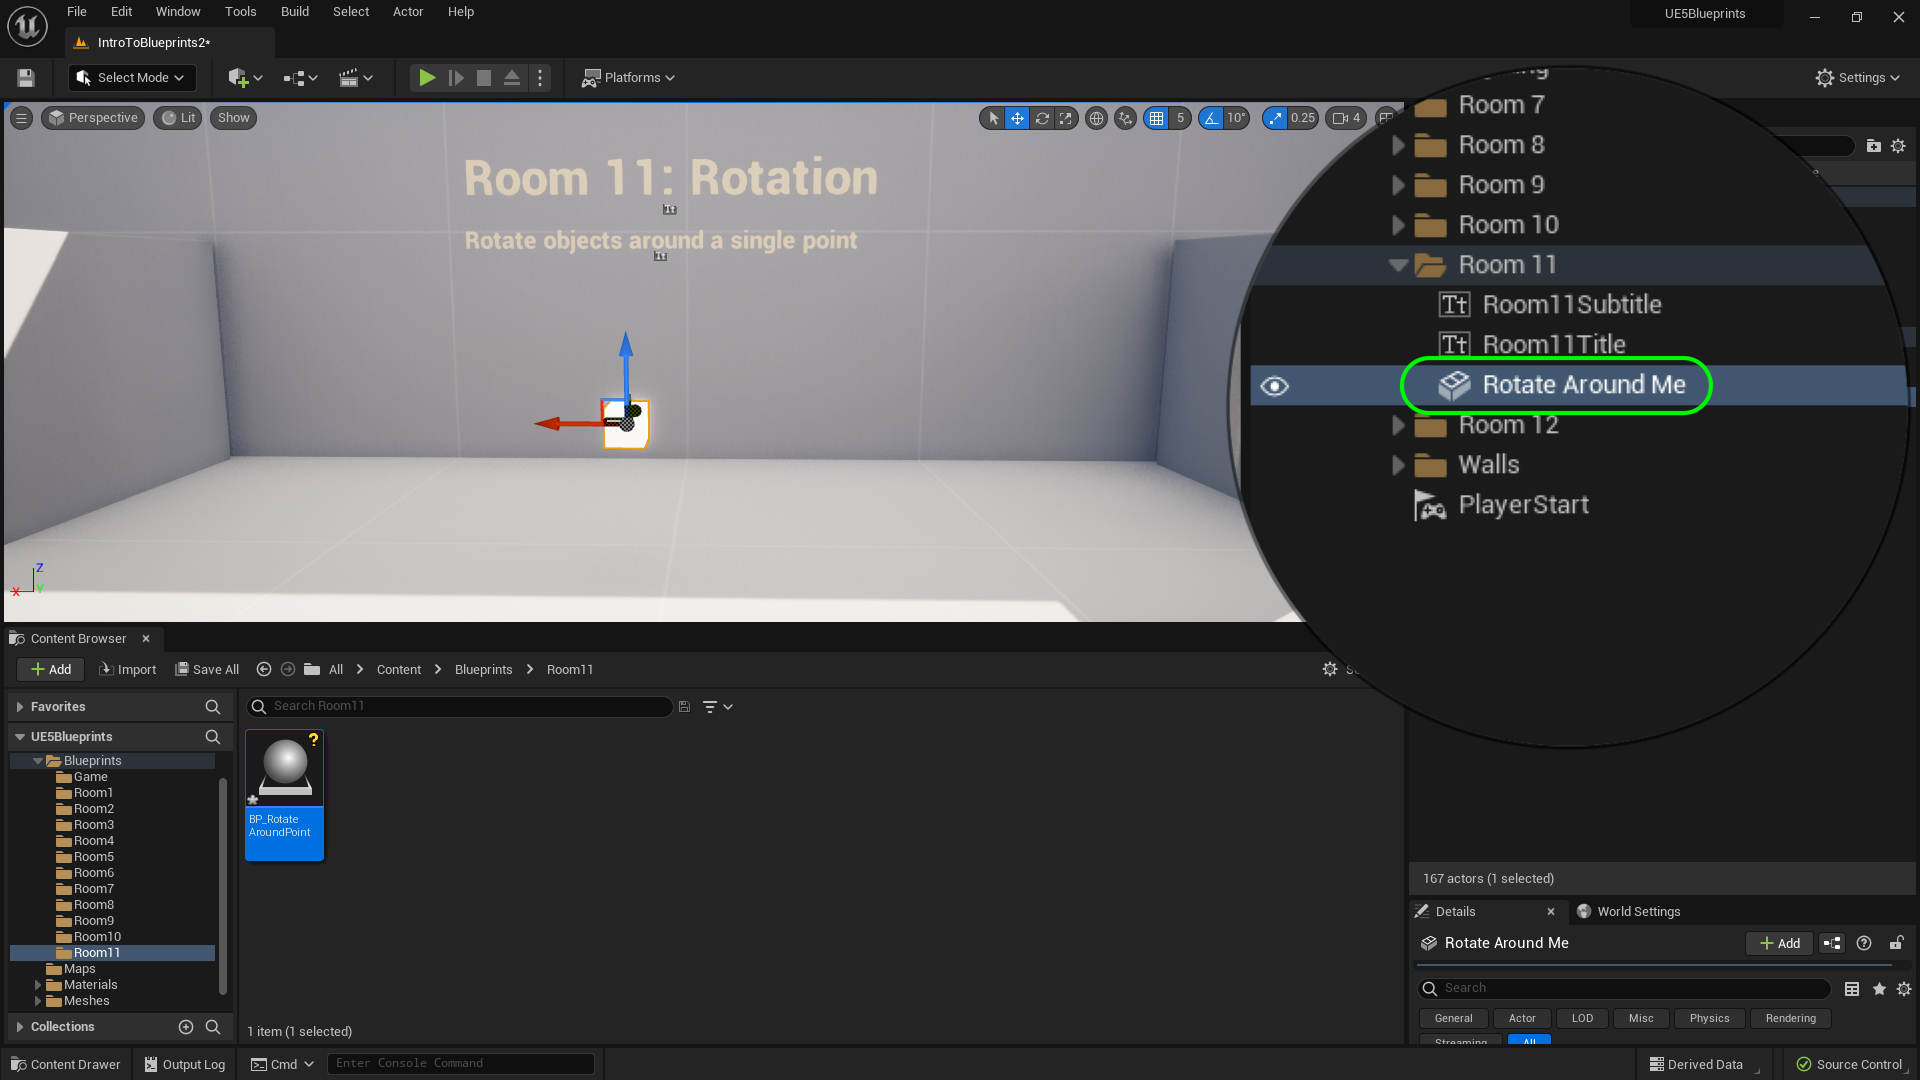 File Edit Window Tools Build Select Actor Help
UE5Blueprints
IntroToBlueprints2*
Select Mode
Platforms
Settings
Perspective
Lit
Show
5
10°
0.25
4
Room 11: Rotation
Rotate objects around a single point
Z
X
Y
Room 7
Room 8
Room 9
Room 10
Room 11
Tt Room11Subtitle
Tt Room11Title
Rotate Around Me
Room 12
Walls
PlayerStart
Content Browser
Add
Import
Save All
All > Content > Blueprints > Room11
Favorites
UE5Blueprints
Blueprints
Game
Room1
Room2
Room3
Room4
Room5
Room6
Room7
Room8
Room9
Room10
Room11
Maps
Materials
Meshes
Collections
Search Room11
?
BP_Rotate
AroundPoint
1 item (1 selected)
167 actors (1 selected)
Details
World Settings
Rotate Around Me
Add
Search
General
Actor
LOD
Misc
Physics
Rendering
Streaming
All
Content Drawer
Output Log
Cmd
Enter Console Command
Derived Data
Source Control